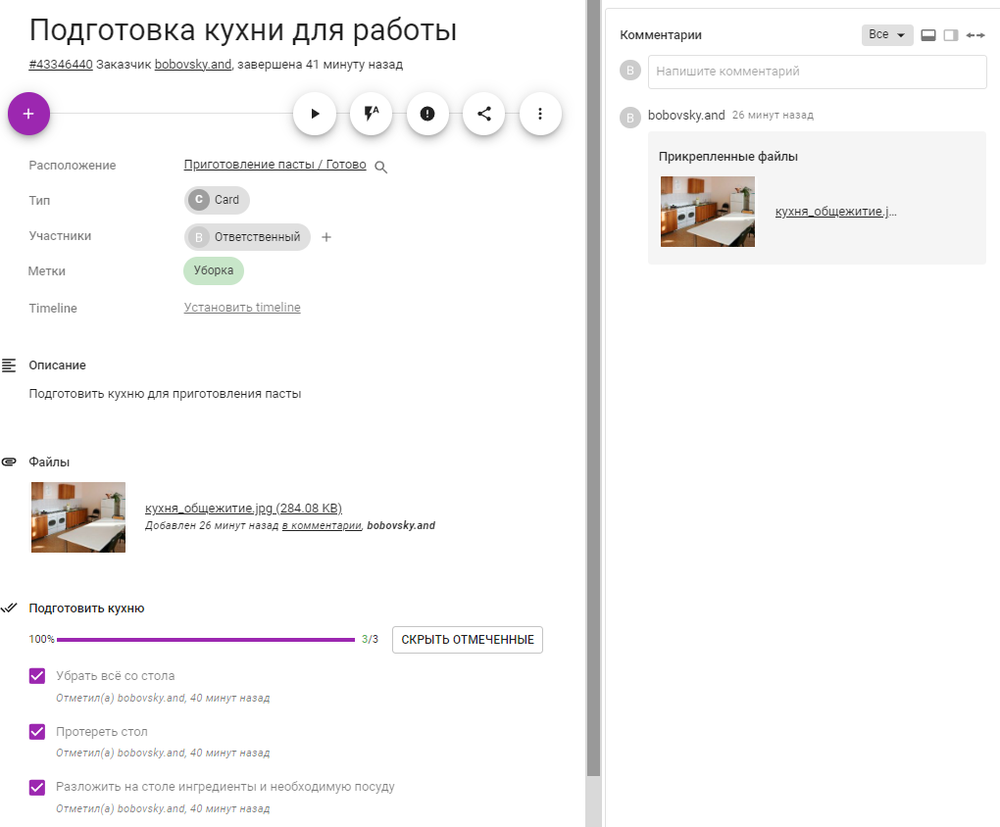 Подготовка кухни для работы
#43346440 Заказчик bobovsky.and, завершена 41 минуту назад
Расположение Приготовление пасты / Готово
Тип C Card
Участники B Ответственный
Метки Уборка
Timeline Установить timeline
Описание
Подготовить кухню для приготовления пасты
Файлы
кухня_общежитие.jpg (284.08 KB)
Добавлен 26 минут назад в комментарии, bobovsky.and
Подготовить кухню
100% 3/3 СКРЫТЬ ОТМЕЧЕННЫЕ
Убрать всё со стола
Отметил(а) bobovsky.and, 40 минут назад
Протереть стол
Отметил(а) bobovsky.and, 40 минут назад
Разложить на столе ингредиенты и необходимую посуду
Отметил(а) bobovsky.and, 40 минут назад
Комментарии Все
B Напишите комментарий
B bobovsky.and 26 минут назад
Прикрепленные файлы
кухня_общежитие.j...